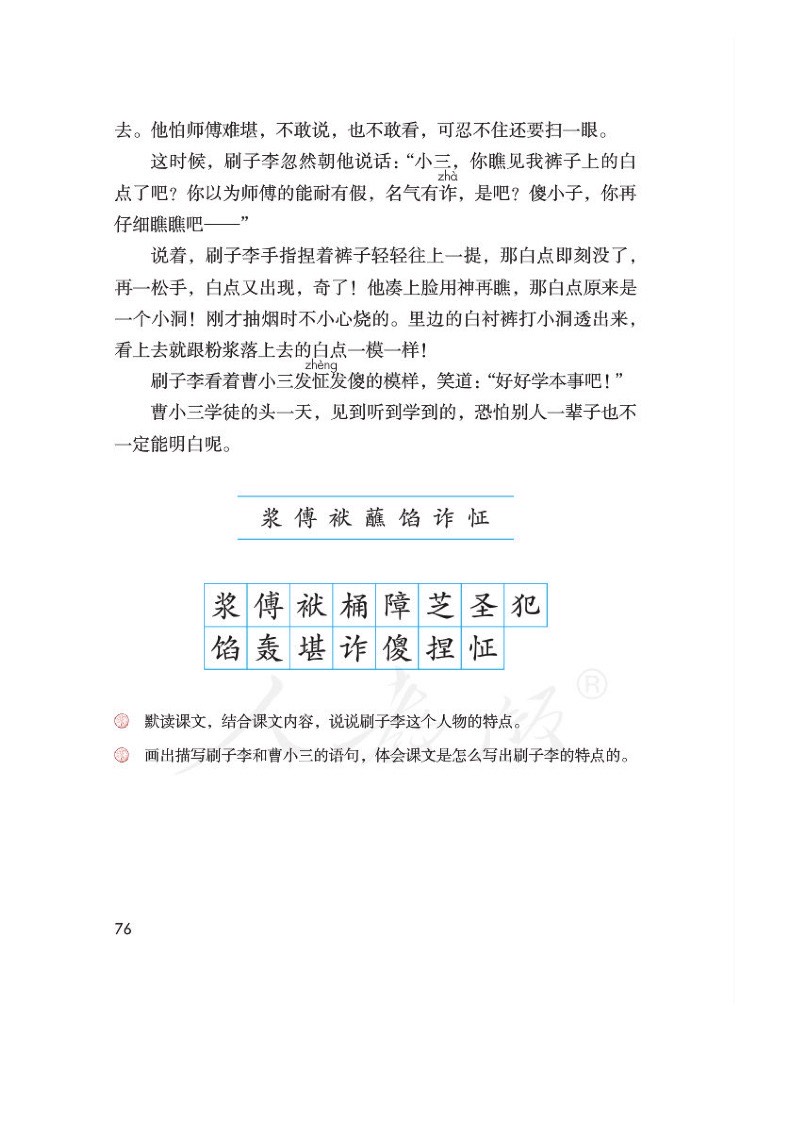 去。他怕师傅难堪，不敢说，也不敢看，可忍不住还要扫一眼。
这时候，刷子李忽然朝他说话：“小三，你瞧见我裤子上的白
zhà
点了吧？你以为师傅的能耐有假，名气有诈，是吧？傻小子，你再
仔细瞧瞧吧——”
说着，刷子李手指捏着裤子轻轻往上一提，那白点即刻没了，
再一松手，白点又出现，奇了！他凑上脸用神再瞧，那白点原来是
一个小洞！刚才抽烟时不小心烧的。里边的白衬裤打小洞透出来，
看上去就跟粉浆落上去的白点一模一样！
zhèng
刷子李看着曹小三发怔发傻的模样，笑道：“好好学本事吧！”
曹小三学徒的头一天，见到听到学到的，恐怕别人一辈子也不
一定能明白呢。
浆 傅 袱 蘸 馅 诈 怔
浆 傅 袱 桶 障 芝 圣 犯
馅 轰 堪 诈 傻 捏 怔
人教版®
默读课文，结合课文内容，说说刷子李这个人物的特点。
画出描写刷子李和曹小三的语句，体会课文是怎么写出刷子李的特点的。
76